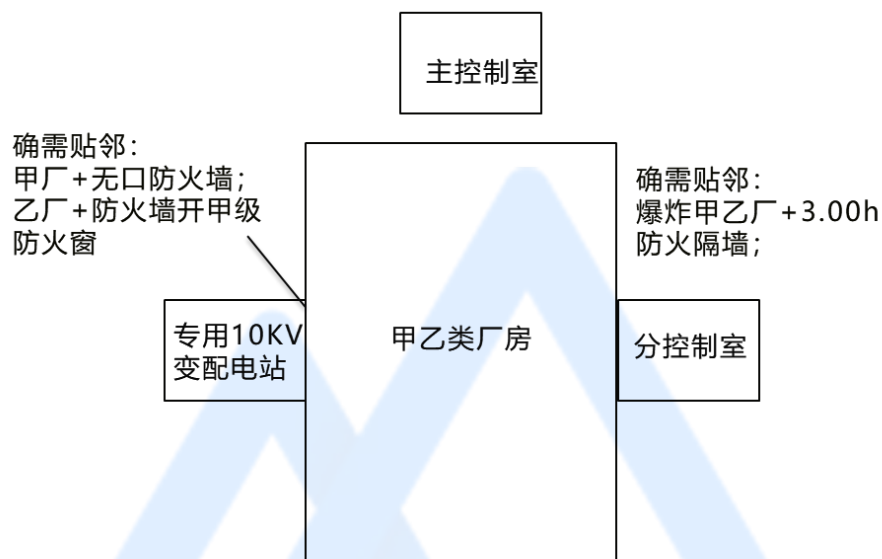 主控制室
确需贴邻：
甲厂+无口防火墙；
乙厂+防火墙开甲级
防火窗
确需贴邻：
爆炸甲乙厂+3.00h
防火隔墙；
专用10KV
变配电站
甲乙类厂房
分控制室